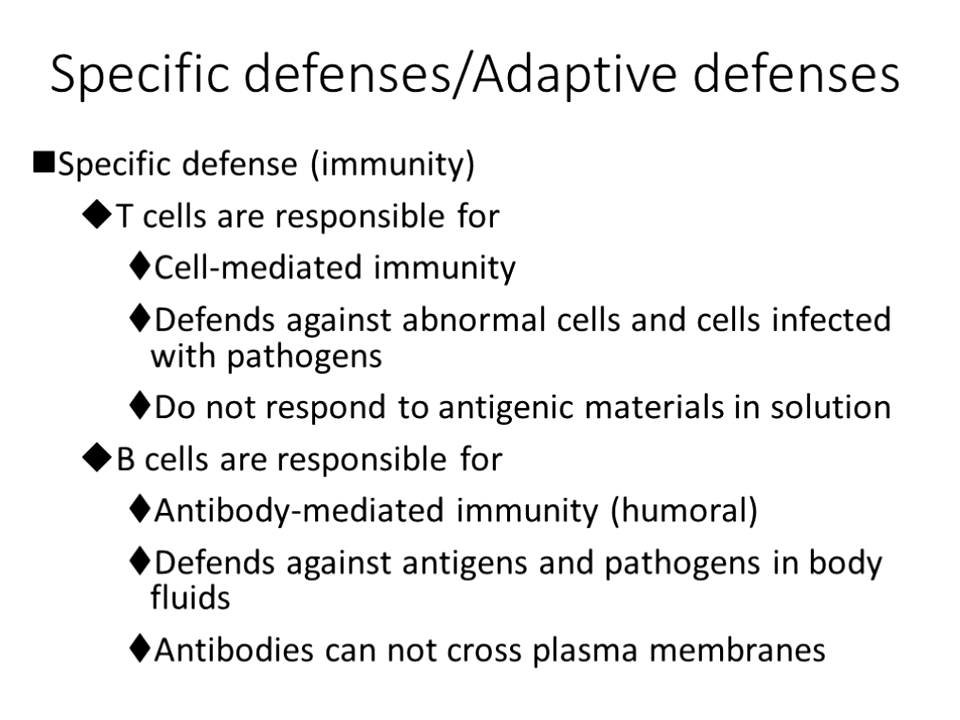 Specific defenses/Adaptive defenses
■Specific defense (immunity)
◆T cells are responsible for
♦Cell-mediated immunity
♦Defends against abnormal cells and cells infected
with pathogens
♦Do not respond to antigenic materials in solution
◆B cells are responsible for
♦Antibody-mediated immunity (humoral)
♦Defends against antigens and pathogens in body
fluids
♦Antibodies can not cross plasma membranes